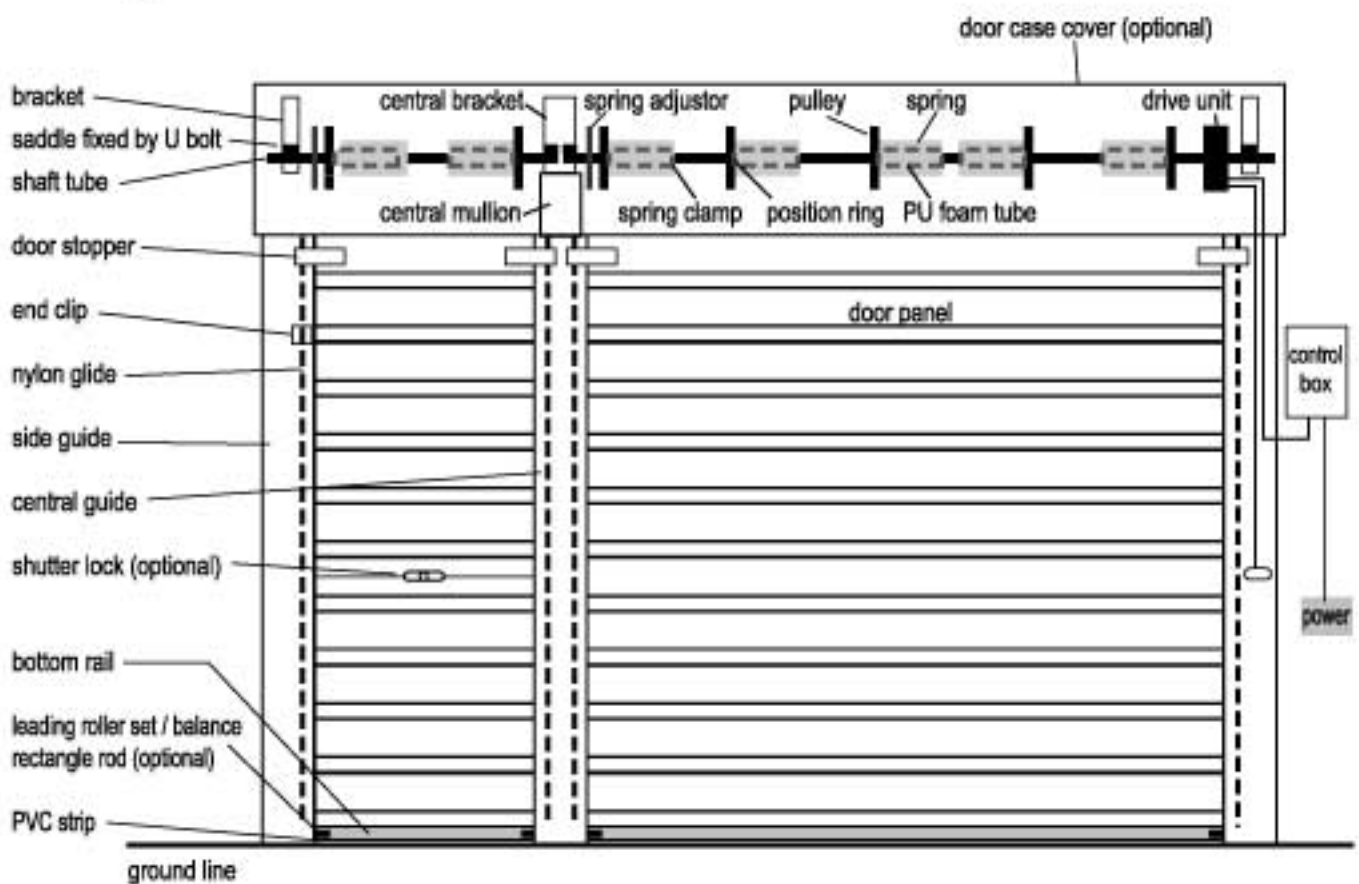 door case cover (optional)
bracket
central bracket
spring adjustor
pulley
spring
drive unit
saddle fixed by U bolt
shaft tube
central mullion
spring clamp
position ring
PU foam tube
door stopper
end clip
door panel
control
box
nylon glide
side guide
central guide
shutter lock (optional)
power
bottom rail
leading roller set / balance
rectangle rod (optional)
PVC strip
ground line